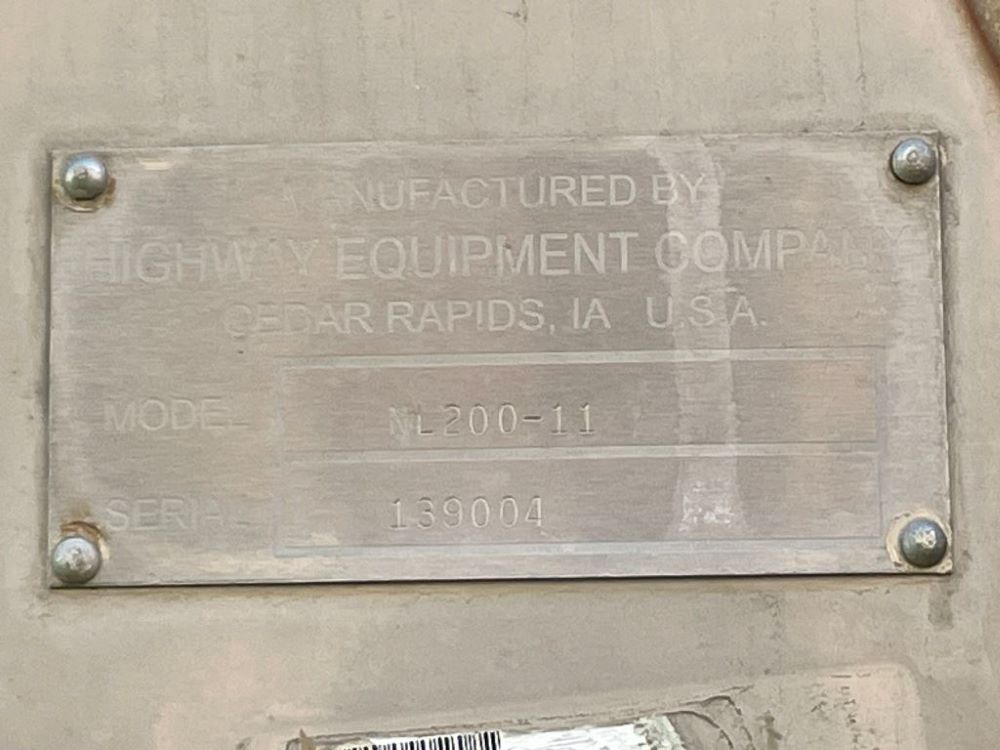 MANUFACTURED BY
HIGHWAY EQUIPMENT COMPANY
CEDAR RAPIDS, IA U.S.A.
MODEL NL200-11
SERIAL 139004